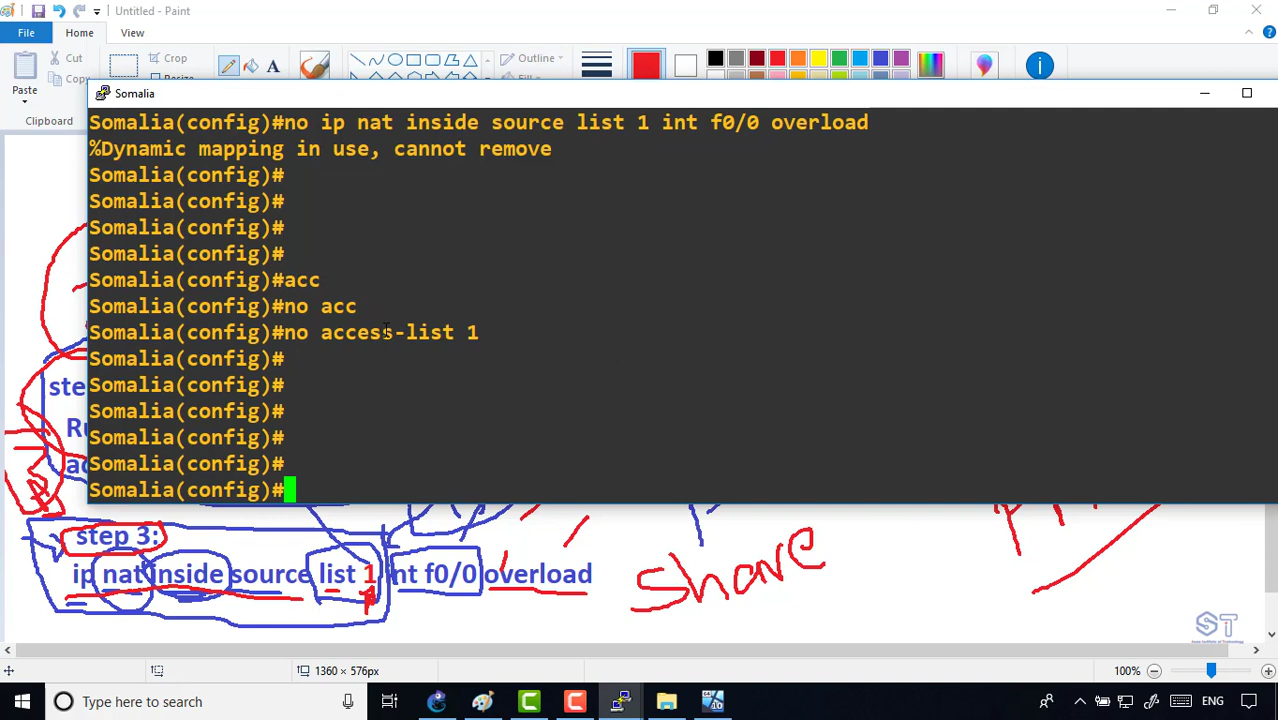 Untitled - Paint
File
Home
View
Cut
Copy
Paste
Clipboard
Crop
Resize
A
Outline
Fill
Somalia
Somalia(config)#no ip nat inside source list 1 int f0/0 overload
%Dynamic mapping in use, cannot remove
Somalia(config)#
Somalia(config)#
Somalia(config)#
Somalia(config)#
Somalia(config)#acc
Somalia(config)#no acc
Somalia(config)#no access-list 1
Somalia(config)#
Somalia(config)#
Somalia(config)#
Somalia(config)#
Somalia(config)#
Somalia(config)#
step 3:
ip nat inside source list 1 int f0/0 overload
Share
ST
1360 × 576px
100%
Type here to search
ENG